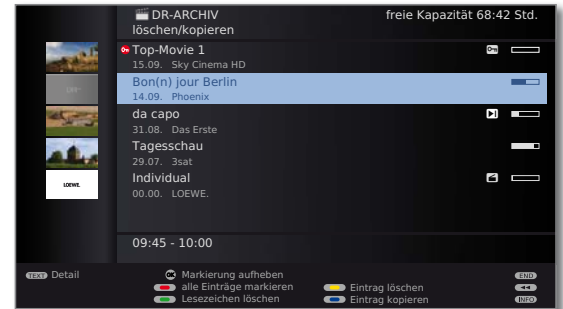 DR-ARCHIV
freie Kapazität 68:42 Std.
löschen/kopieren
Top-Movie 1
15.09. Sky Cinema HD
Bon(n) jour Berlin
14.09. Phoenix
da capo
31.08. Das Erste
Tagesschau
29.07. 3sat
Individual
00.00. LOEWE.
LOEWE.
09:45 - 10:00
TEXT Detail
OK Markierung aufheben
END
alle Einträge markieren
Eintrag löschen
Lesezeichen löschen
Eintrag kopieren
INFO